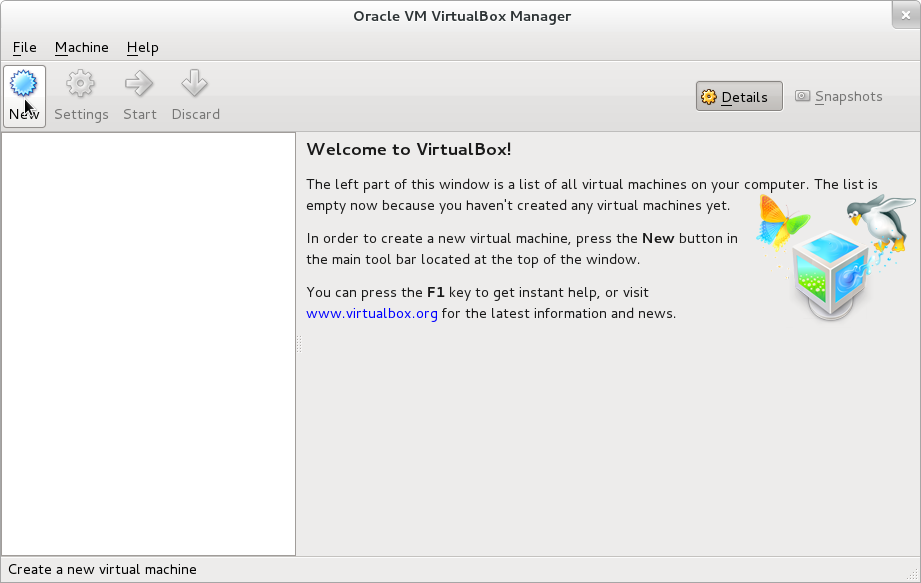 Oracle VM VirtualBox Manager
File Machine Help
New Settings Start Discard Details Snapshots
Welcome to VirtualBox!
The left part of this window is a list of all virtual machines on your computer. The list is
empty now because you haven't created any virtual machines yet.
In order to create a new virtual machine, press the New button in
the main tool bar located at the top of the window.
You can press the F1 key to get instant help, or visit
www.virtualbox.org for the latest information and news.
Create a new virtual machine